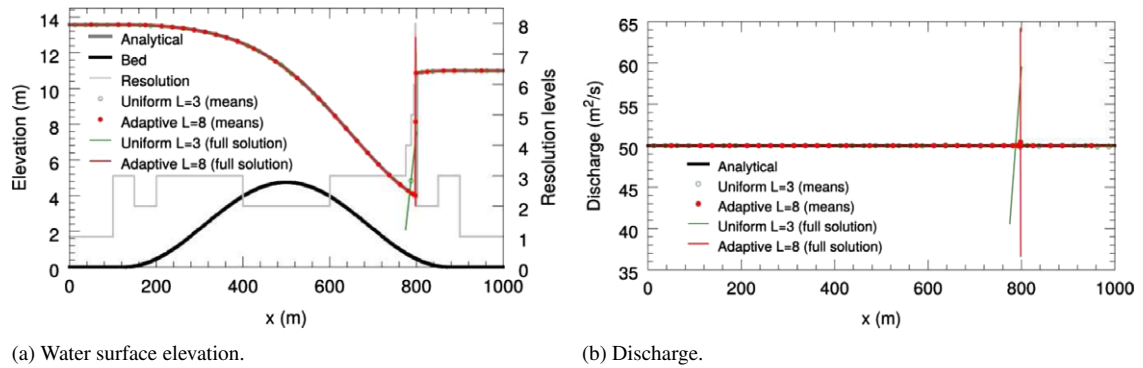 14
12
10
8
6
4
2
0
Elevation (m)
Analytical
Bed
Resolution
Uniform L=3 (means)
Adaptive L=8 (means)
Uniform L=3 (full solution)
Adaptive L=8 (full solution)
8
7
6
5
4
3
2
1
0
Resolution levels
0 200 400 600 800 1000
x (m)
(a) Water surface elevation.
65
60
55
50
45
40
35
Discharge (m²/s)
Analytical
Uniform L=3 (means)
Adaptive L=8 (means)
Uniform L=3 (full solution)
Adaptive L=8 (full solution)
0 200 400 600 800 1000
x (m)
(b) Discharge.